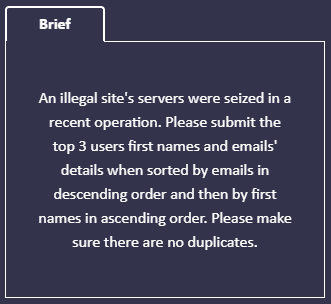 Brief
An illegal site's servers were seized in a
recent operation. Please submit the
top 3 users first names and emails'
details when sorted by emails in
descending order and then by first
names in ascending order. Please make
sure there are no duplicates.